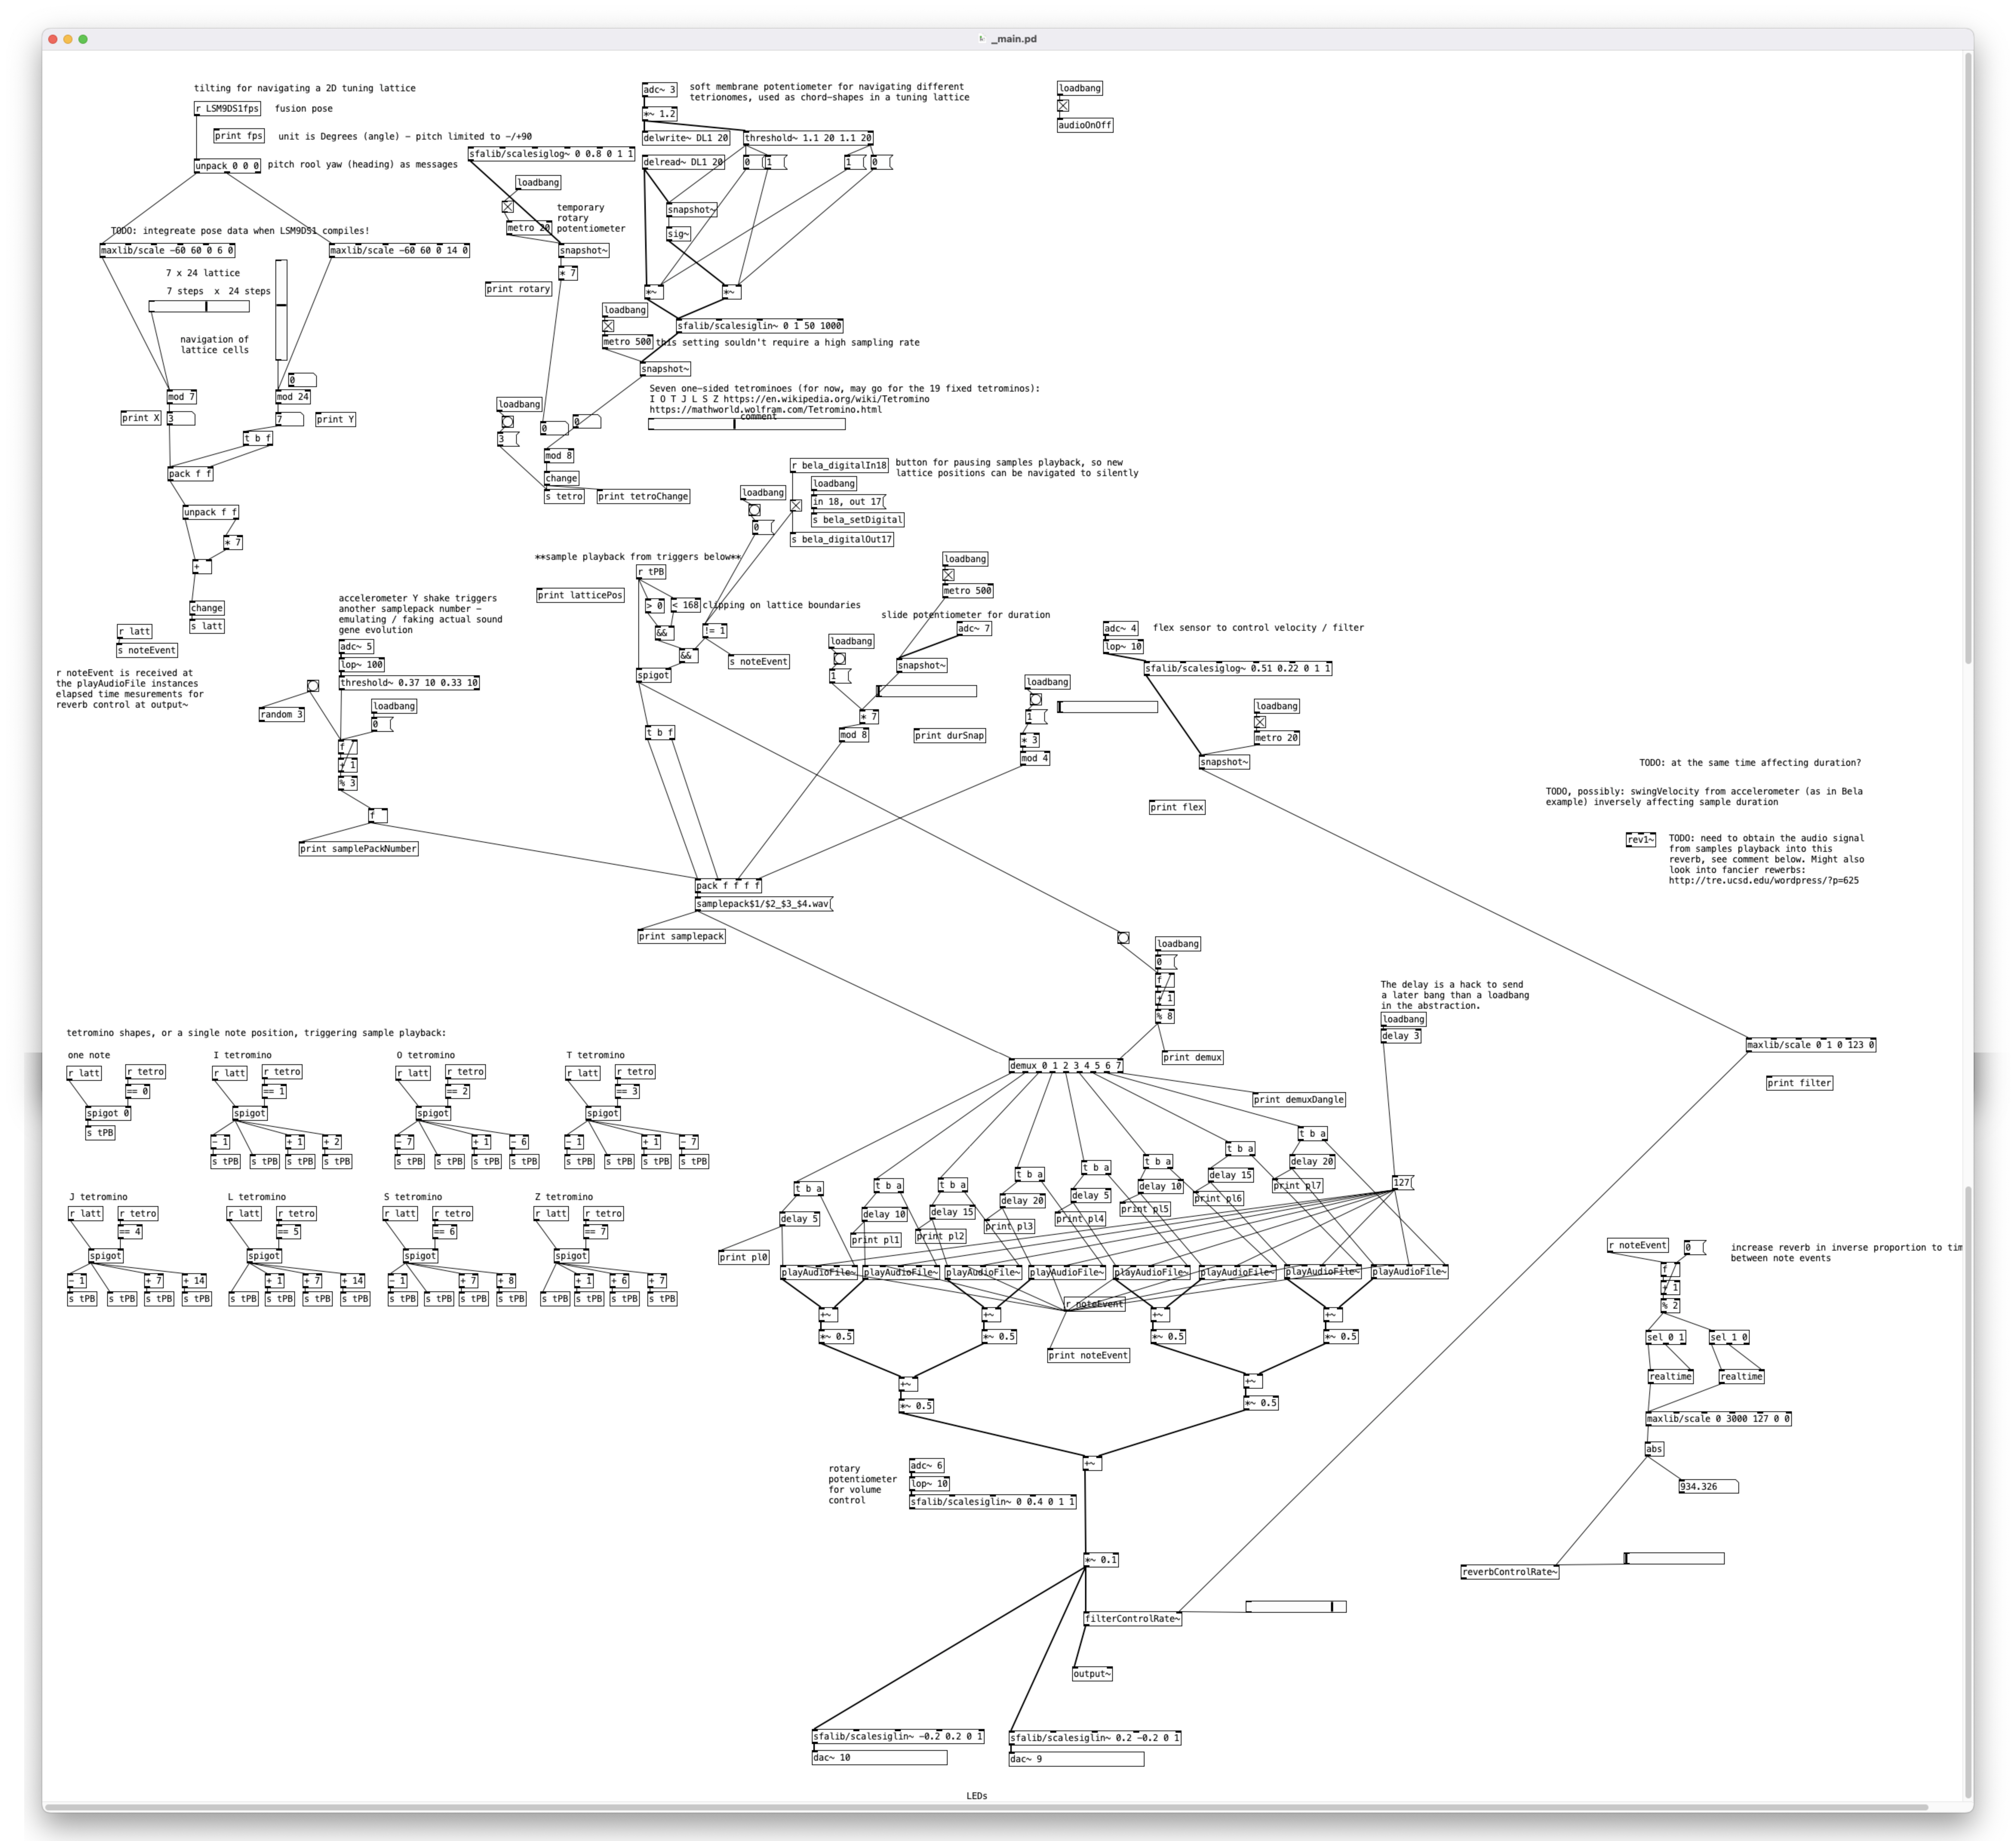 _main.pd
tilting for navigating a 2D tuning lattice
r LSM9DS1fps
fusion pose
print fps
unit is Degrees (angle) - pitch limited to -/+90
unpack 0 0 0
pitch rool yaw (heading) as messages
TODO: integreate pose data when LSM9DS1 compiles!
maxlib/scale -60 60 0 6 0
maxlib/scale -60 60 0 14 0
7 x 24 lattice
7 steps  x  24 steps
navigation of
lattice cells
0
mod 7
mod 24
print X
3
7
print Y
t b f
pack f f
unpack f f
* 7
+
change
s latt
r latt
s noteEvent
r noteEvent is received at
the playAudioFile instances
elapsed time mesurements for
reverb control at output~
sfalib/scalesiglog~ 0 0.8 0 1 1
loadbang
metro 20
temporary
rotary
potentiometer
snapshot~
* 7
print rotary
adc~ 3
soft membrane potentiometer for navigating different
tetrionomes, used as chord-shapes in a tuning lattice
*~ 1.2
delwrite~ DL1 20
threshold~ 1.1 20 1.1 20
delread~ DL1 20
0
1
1
0
snapshot~
sig~
*~
*~
loadbang
sfalib/scalesiglin~ 0 1 50 1000
metro 500
this setting souldn't require a high sampling rate
snapshot~
Seven one-sided tetrominoes (for now, may go for the 19 fixed tetrominos):
I O T J L S Z https://en.wikipedia.org/wiki/Tetromino
https://mathworld.wolfram.com/Tetromino.html
comment
loadbang
audioOnOff
loadbang
3
0
0
mod 8
change
s tetro
print tetroChange
r bela_digitalIn18
button for pausing samples playback, so new
lattice positions can be navigated to silently
loadbang
loadbang
in 18, out 17
0
s bela_setDigital
s bela_digitalOut17
**sample playback from triggers below**
r tPB
print latticePos
> 0
< 168
clipping on lattice boundaries
&&
!= 1
&&
s noteEvent
spigot
t b f
accelerometer Y shake triggers
another samplepack number -
emulating / faking actual sound
gene evolution
adc~ 5
lop~ 100
threshold~ 0.37 10 0.33 10
random 3
loadbang
0
f
+ 1
% 3
f
print samplePackNumber
loadbang
metro 500
slide potentiometer for duration
adc~ 7
loadbang
snapshot~
1
* 7
mod 8
print durSnap
loadbang
1
* 3
mod 4
adc~ 4
flex sensor to control velocity / filter
lop~ 10
sfalib/scalesiglog~ 0.51 0.22 0 1 1
loadbang
metro 20
snapshot~
print flex
TODO: at the same time affecting duration?
TODO, possibly: swingVelocity from accelerometer (as in Bela
example) inversely affecting sample duration
rev1~
TODO: need to obtain the audio signal
from samples playback into this
reverb, see comment below. Might also
look into fancier rewerbs:
http://tre.ucsd.edu/wordpress/?p=625
pack f f f f
samplepack$1/$2_$3_$4.wav
print samplepack
loadbang
0
f
+ 1
% 8
print demux
The delay is a hack to send
a later bang than a loadbang
in the abstraction.
loadbang
delay 3
maxlib/scale 0 1 0 123 0
print filter
tetromino shapes, or a single note position, triggering sample playback:
one note
r latt
r tetro
== 0
spigot 0
s tPB
I tetromino
r latt
r tetro
== 1
spigot
- 1
+ 1
+ 2
s tPB
s tPB
s tPB
s tPB
O tetromino
r latt
r tetro
== 2
spigot
- 7
+ 1
- 6
s tPB
s tPB
s tPB
s tPB
T tetromino
r latt
r tetro
== 3
spigot
- 1
+ 1
- 7
s tPB
s tPB
s tPB
s tPB
J tetromino
r latt
r tetro
== 4
spigot
- 1
+ 7
+ 14
s tPB
s tPB
s tPB
s tPB
L tetromino
r latt
r tetro
== 5
spigot
+ 1
+ 7
+ 14
s tPB
s tPB
s tPB
s tPB
S tetromino
r latt
r tetro
== 6
spigot
- 1
+ 7
+ 8
s tPB
s tPB
s tPB
s tPB
Z tetromino
r latt
r tetro
== 7
spigot
+ 1
+ 6
+ 7
s tPB
s tPB
s tPB
s tPB
demux 0 1 2 3 4 5 6 7
print demuxDangle
t b a
t b a
t b a
t b a
t b a
t b a
t b a
t b a
delay 5
delay 10
delay 15
delay 20
delay 5
delay 10
delay 15
delay 20
print pl0
print pl1
print pl2
print pl3
print pl4
print pl5
print pl6
print pl7
127
playAudioFile~
playAudioFile~
playAudioFile~
playAudioFile~
playAudioFile~
playAudioFile~
playAudioFile~
playAudioFile~
r noteEvent
print noteEvent
+~
+~
+~
+~
*~ 0.5
*~ 0.5
*~ 0.5
*~ 0.5
+~
+~
*~ 0.5
*~ 0.5
+~
rotary
potentiometer
for volume
control
adc~ 6
lop~ 10
sfalib/scalesiglin~ 0 0.4 0 1 1
*~ 0.1
filterControlRate~
output~
sfalib/scalesiglin~ -0.2 0.2 0 1
dac~ 10
sfalib/scalesiglin~ 0.2 -0.2 0 1
dac~ 9
LEDs
r noteEvent
0
increase reverb in inverse proportion to tim
between note events
f
+ 1
% 2
sel 0 1
sel 1 0
realtime
realtime
maxlib/scale 0 3000 127 0 0
abs
934.326
reverbControlRate~